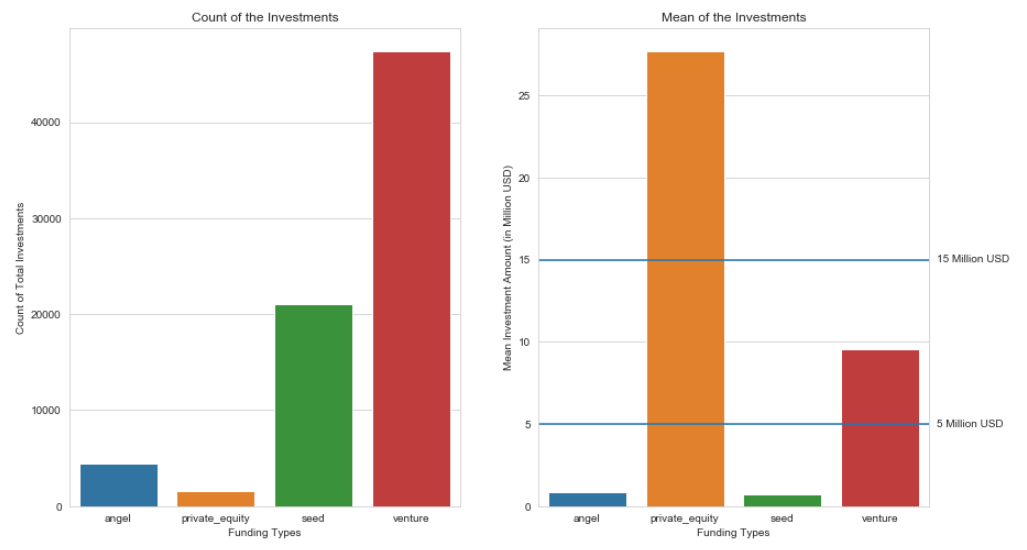 Count of the Investments
Count of Total Investments
40000
30000
20000
10000
0
angel private_equity seed venture
Funding Types
Mean of the Investments
Mean Investment Amount (in Million USD)
25
20
15
10
5
0
15 Million USD
5 Million USD
angel private_equity seed venture
Funding Types